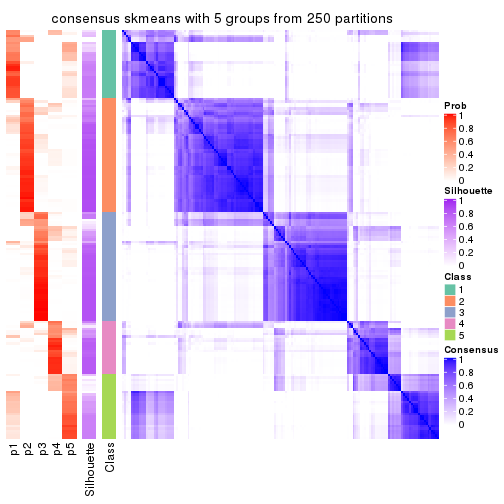 consensus skmeans with 5 groups from 250 partitions
Prob
1
0.8
0.6
0.4
0.2
0
Silhouette
1
0.8
0.6
0.4
0.2
0
Class
1
2
3
4
5
Consensus
1
0.8
0.6
0.4
0.2
0
p1
p2
p3
p4
p5
Silhouette
Class